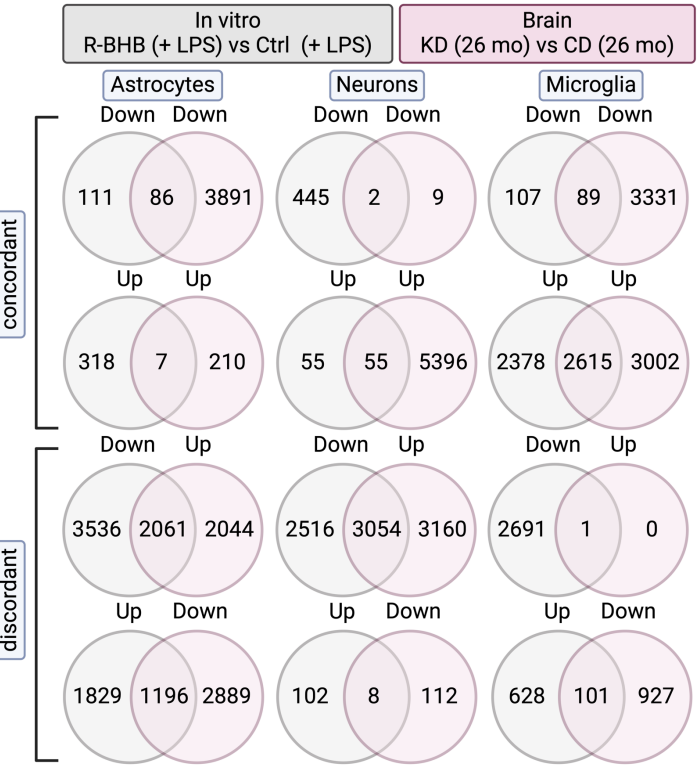 In vitro
R-BHB (+ LPS) vs Ctrl (+ LPS)
Brain
KD (26 mo) vs CD (26 mo)
Astrocytes
Neurons
Microglia
concordant
Down Down Down Down Down Down
111 86 3891 445 2 9 107 89 3331
Up Up Up Up Up Up
318 7 210 55 55 5396 2378 2615 3002
discordant
Down Up Down Up Down Up
3536 2061 2044 2516 3054 3160 2691 1 0
Up Down Up Down Up Down
1829 1196 2889 102 8 112 628 101 927